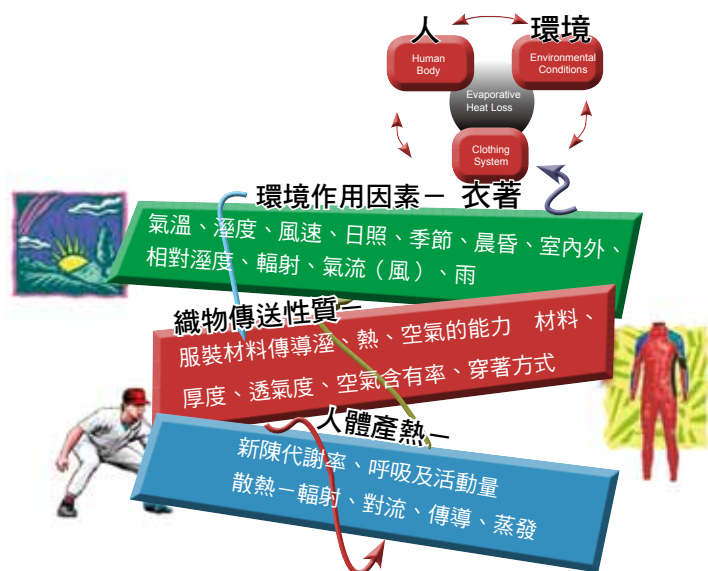 人
環境
Human
Body
Environmental
Conditions
Evaporative
Heat Loss
Clothing
System
環境作用因素－ 衣著
氣溫、溼度、風速、日照、季節、晨昏、室內外、
相對溼度、輻射、氣流（風）、雨
織物傳送性質－
服裝材料傳導溼、熱、空氣的能力　材料、
厚度、透氣度、空氣含有率、穿著方式
人體產熱－
新陳代謝率、呼吸及活動量
散熱－輻射、對流、傳導、蒸發